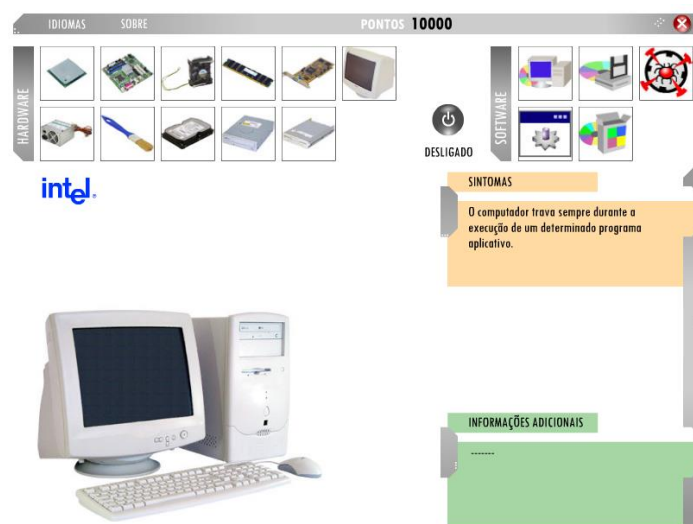 IDIOMAS SOBRE PONTOS 10000
HARDWARE
SOFTWARE
DESLIGADO
intel.
SINTOMAS
O computador trava sempre durante a
execução de um determinado programa
aplicativo.
INFORMAÇÕES ADICIONAIS
-------